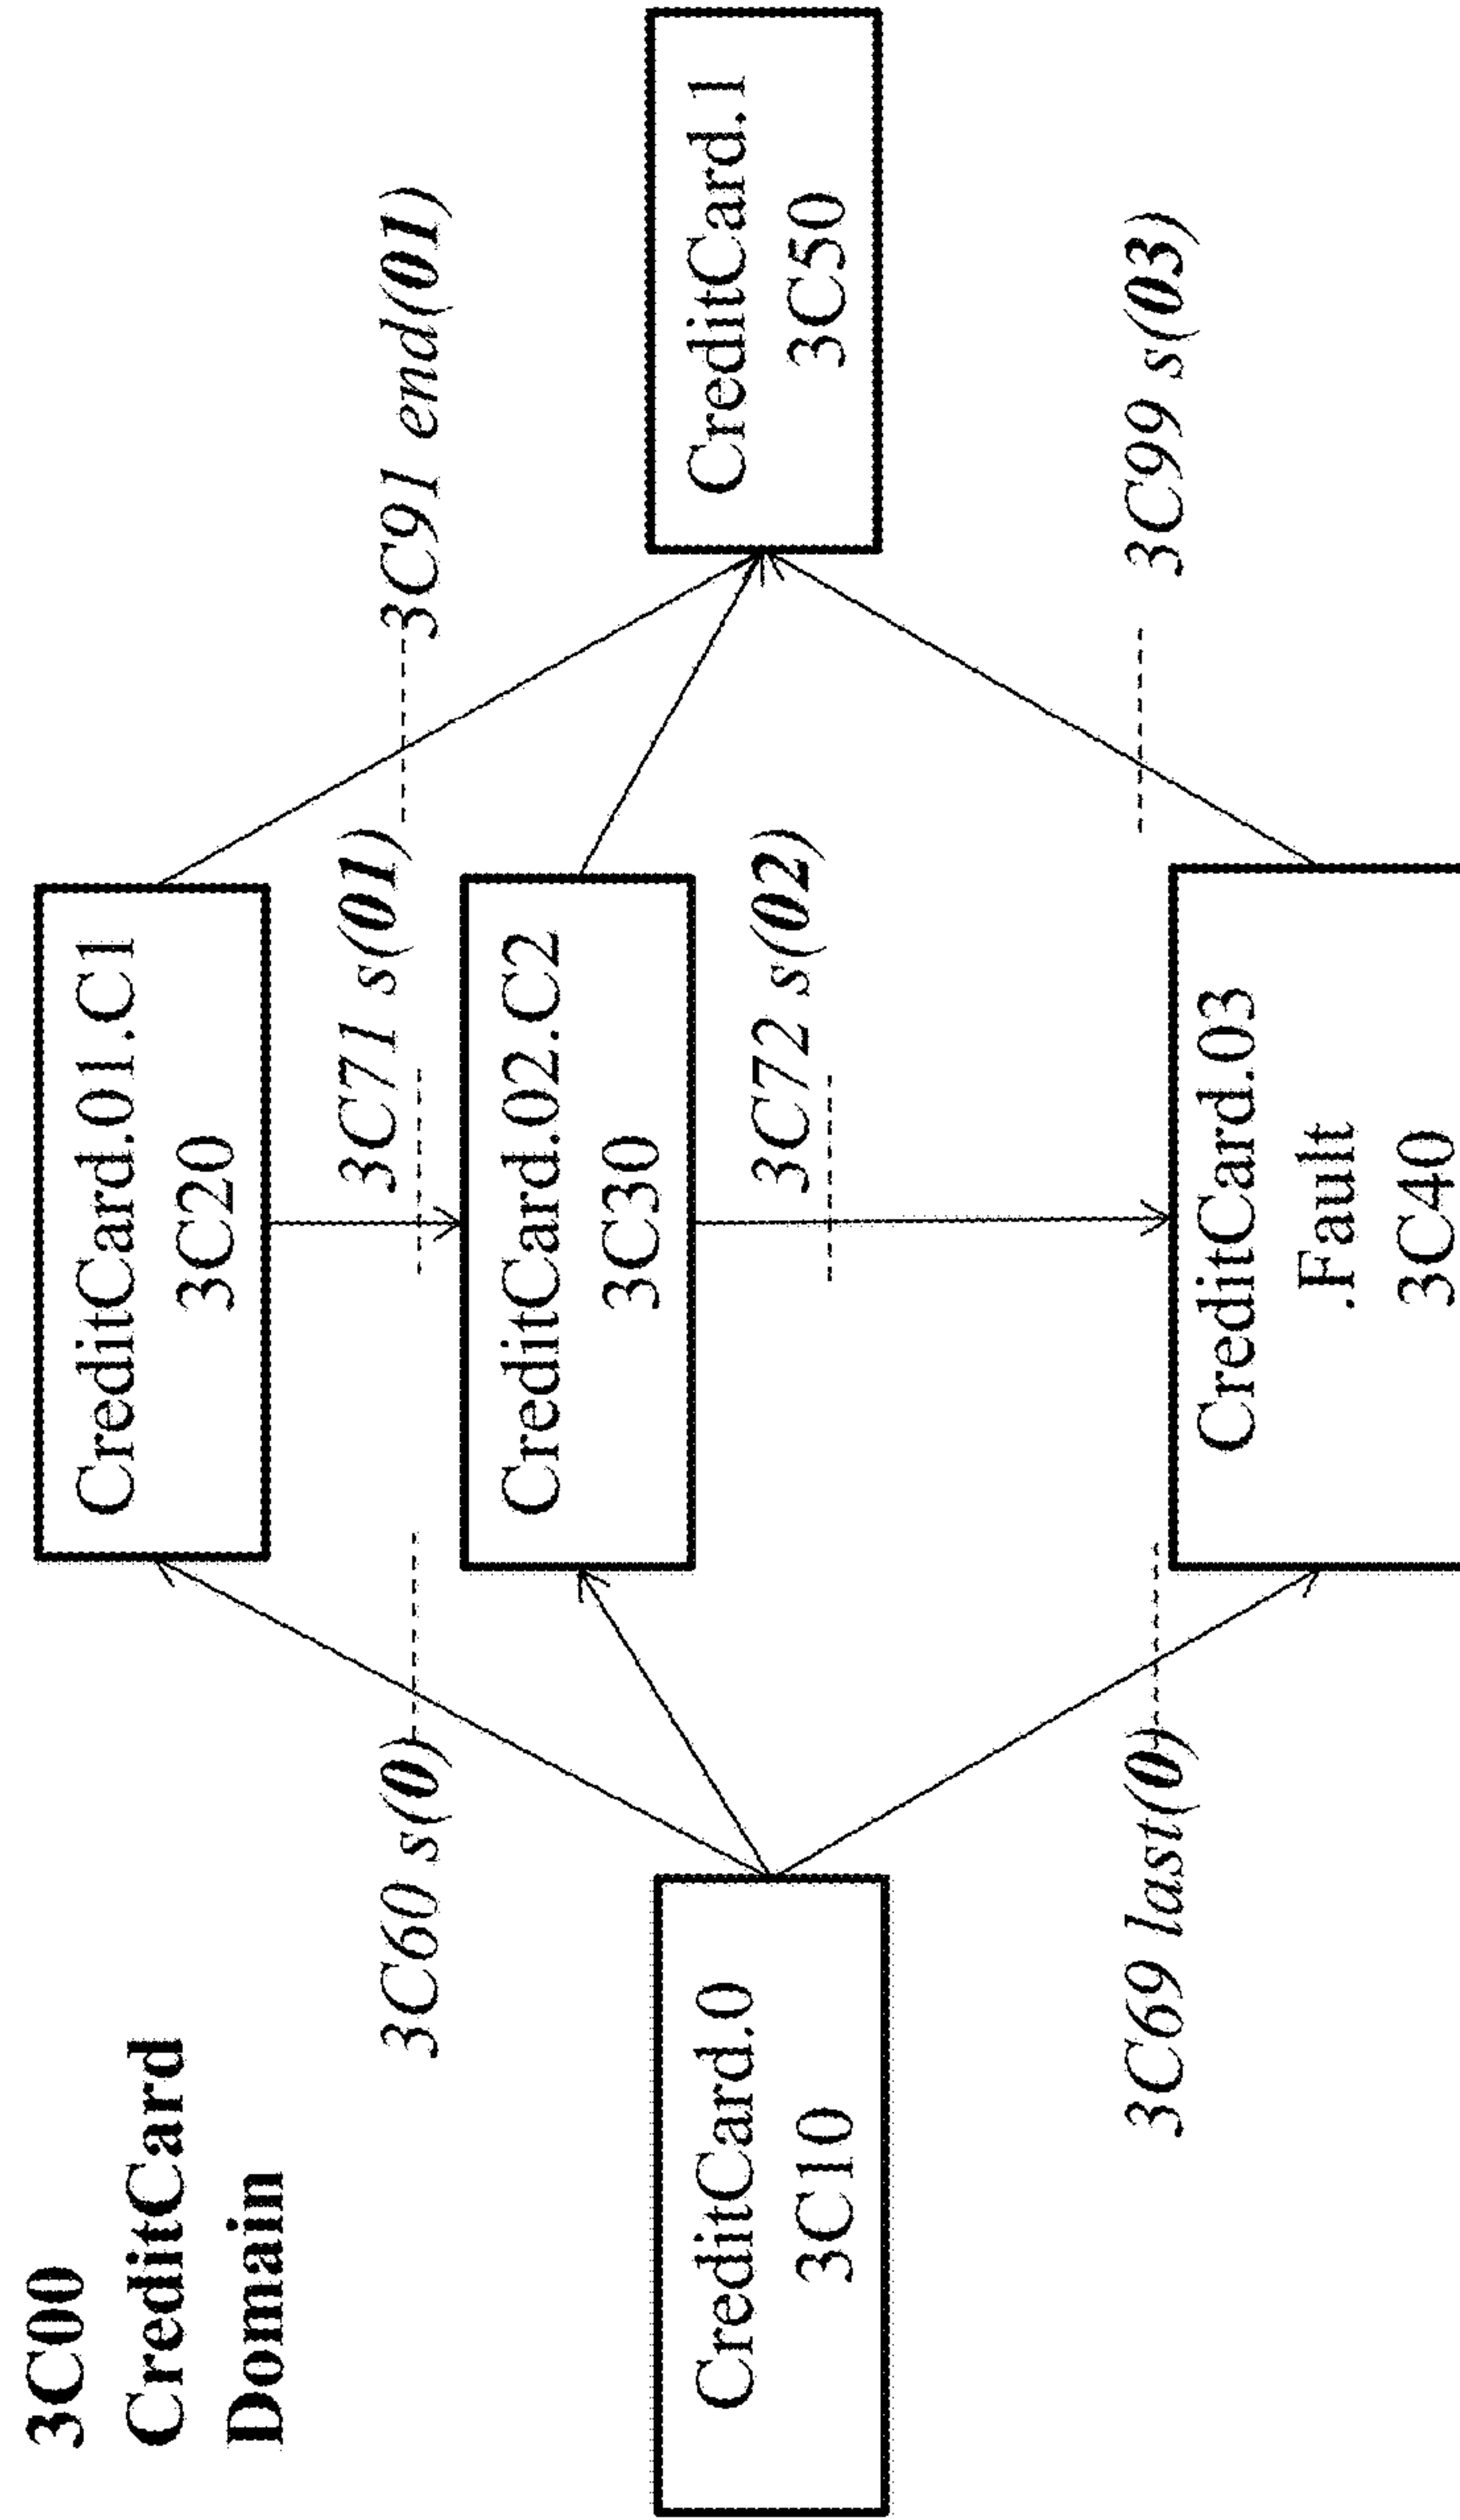 3C00
CreditCard
Domain
CreditCard.01.C1
3C20
3C60 s(0)
3C71 s(01)
3C91 end(01)
CreditCard.02.C2
3C30
CreditCard.0
3C10
CreditCard.1
3C50
3C72 s(02)
3C69 last(0)
3C99 s(03)
CreditCard.03
.Fault
3C40